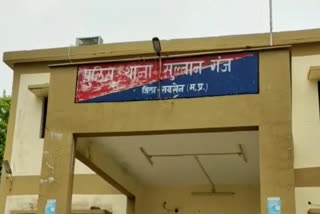 पुलिस थाना सुल्तान गंज
जिला-रायसेन (म.प्र.)